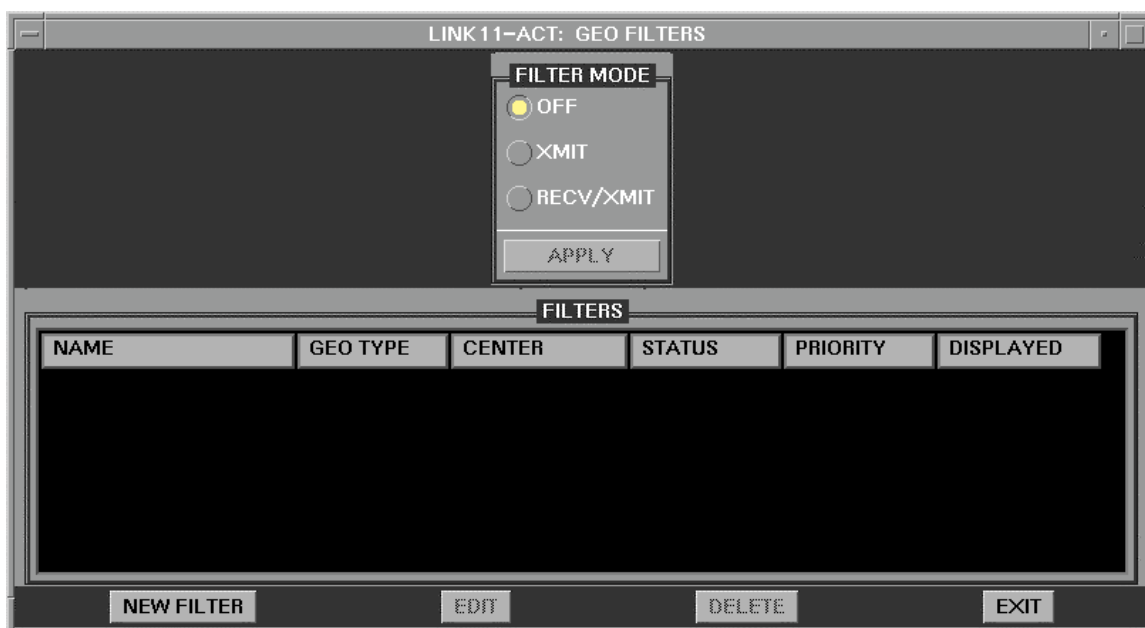 LINK11-ACT: GEO FILTERS
FILTER MODE
OFF
XMIT
RECV/XMIT
APPLY
FILTERS
NAME GEO TYPE CENTER STATUS PRIORITY DISPLAYED
NEW FILTER EDIT DELETE EXIT